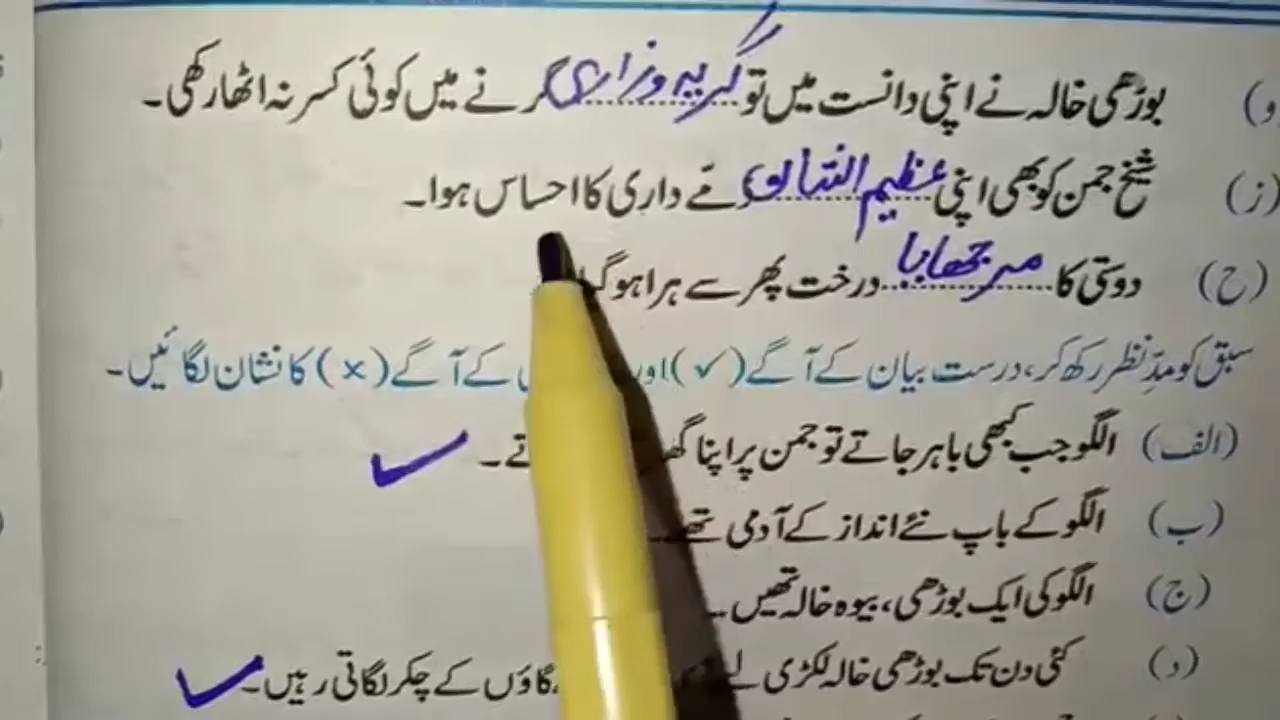 (و) بوڑھی خالہ نے اپنی دانست میں تو گریہ وزاری کرنے میں کوئی کسر نہ اٹھا رکھی۔
(ز) شیخ جمن کو بھی اپنی عظیم الشان ذمے داری کا احساس ہوا۔
(ح) دوستی کا مرجھایا درخت پھر سے ہرا ہو گیا
سبق کو مدِّنظر رکھ کر، درست بیان کے آگے (✓) اور کے آگے (×) کا نشان لگائیں۔
(الف) الگو جب کبھی باہر جاتے تو جمن پر اپنا ۔ ✓
(ب) الگو کے باپ نئے انداز کے آدمی تھے
(ج) الگو کی ایک بوڑھی، بیوہ خالہ تھیں۔
(د) کئی دن تک بوڑھی خالہ لکڑی گاؤں کے چکر لگاتی رہیں۔ ✓